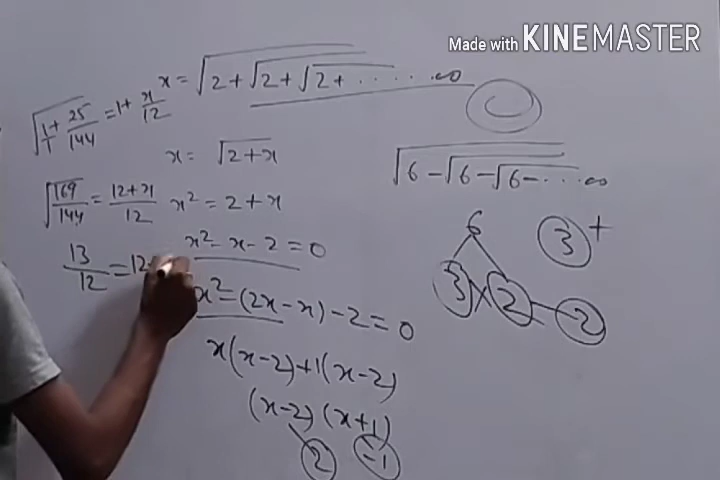 Made with KINEMASTER
x = √(2 + √(2 + √(2 + ...... ∞
√(1/1 + 25/144) = 1 + x/12
x = √(2 + x)
√(169/144) = (12 + x)/12
x² = 2 + x
13/12 = 12
x² - x - 2 = 0
x² - (2x - x) - 2 = 0
x(x-2)+1(x-2)
(x-2)(x+1)
2 -1
√(6 - √(6 - √(6 - ... ∞
6 3 +
3 × 2 - 2